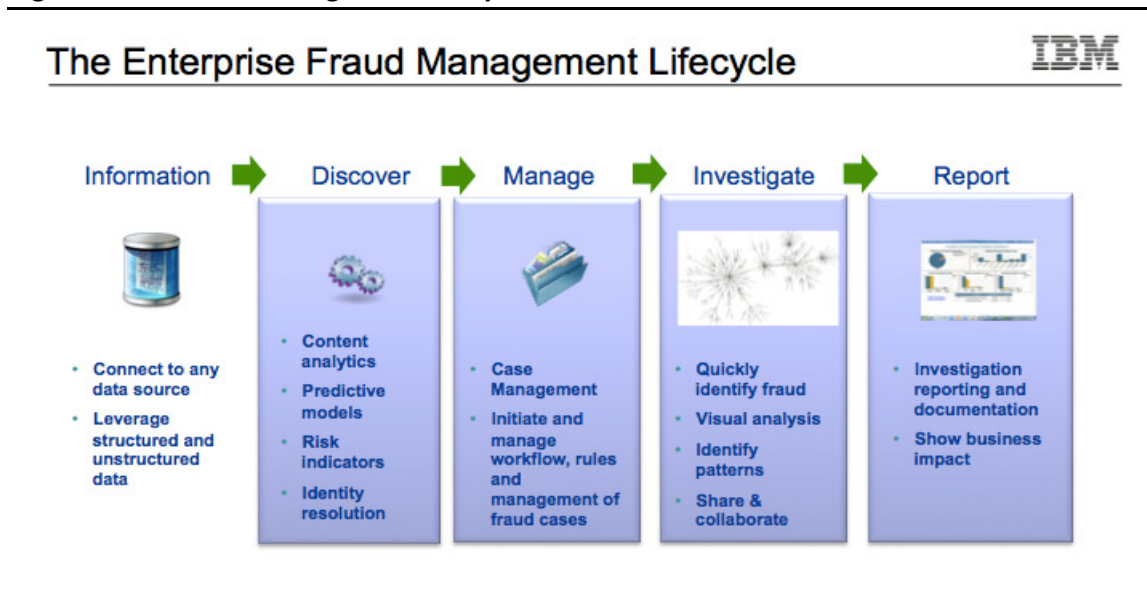 The Enterprise Fraud Management Lifecycle
IBM
Information
Discover
Manage
Investigate
Report
• Connect to any
data source
• Leverage
structured and
unstructured
data
• Content
analytics
• Predictive
models
• Risk
indicators
• Identity
resolution
• Case
Management
• Initiate and
manage
workflow, rules
and
management of
fraud cases
• Quickly
identify fraud
• Visual analysis
• Identify
patterns
• Share &
collaborate
• Investigation
reporting and
documentation
• Show business
impact